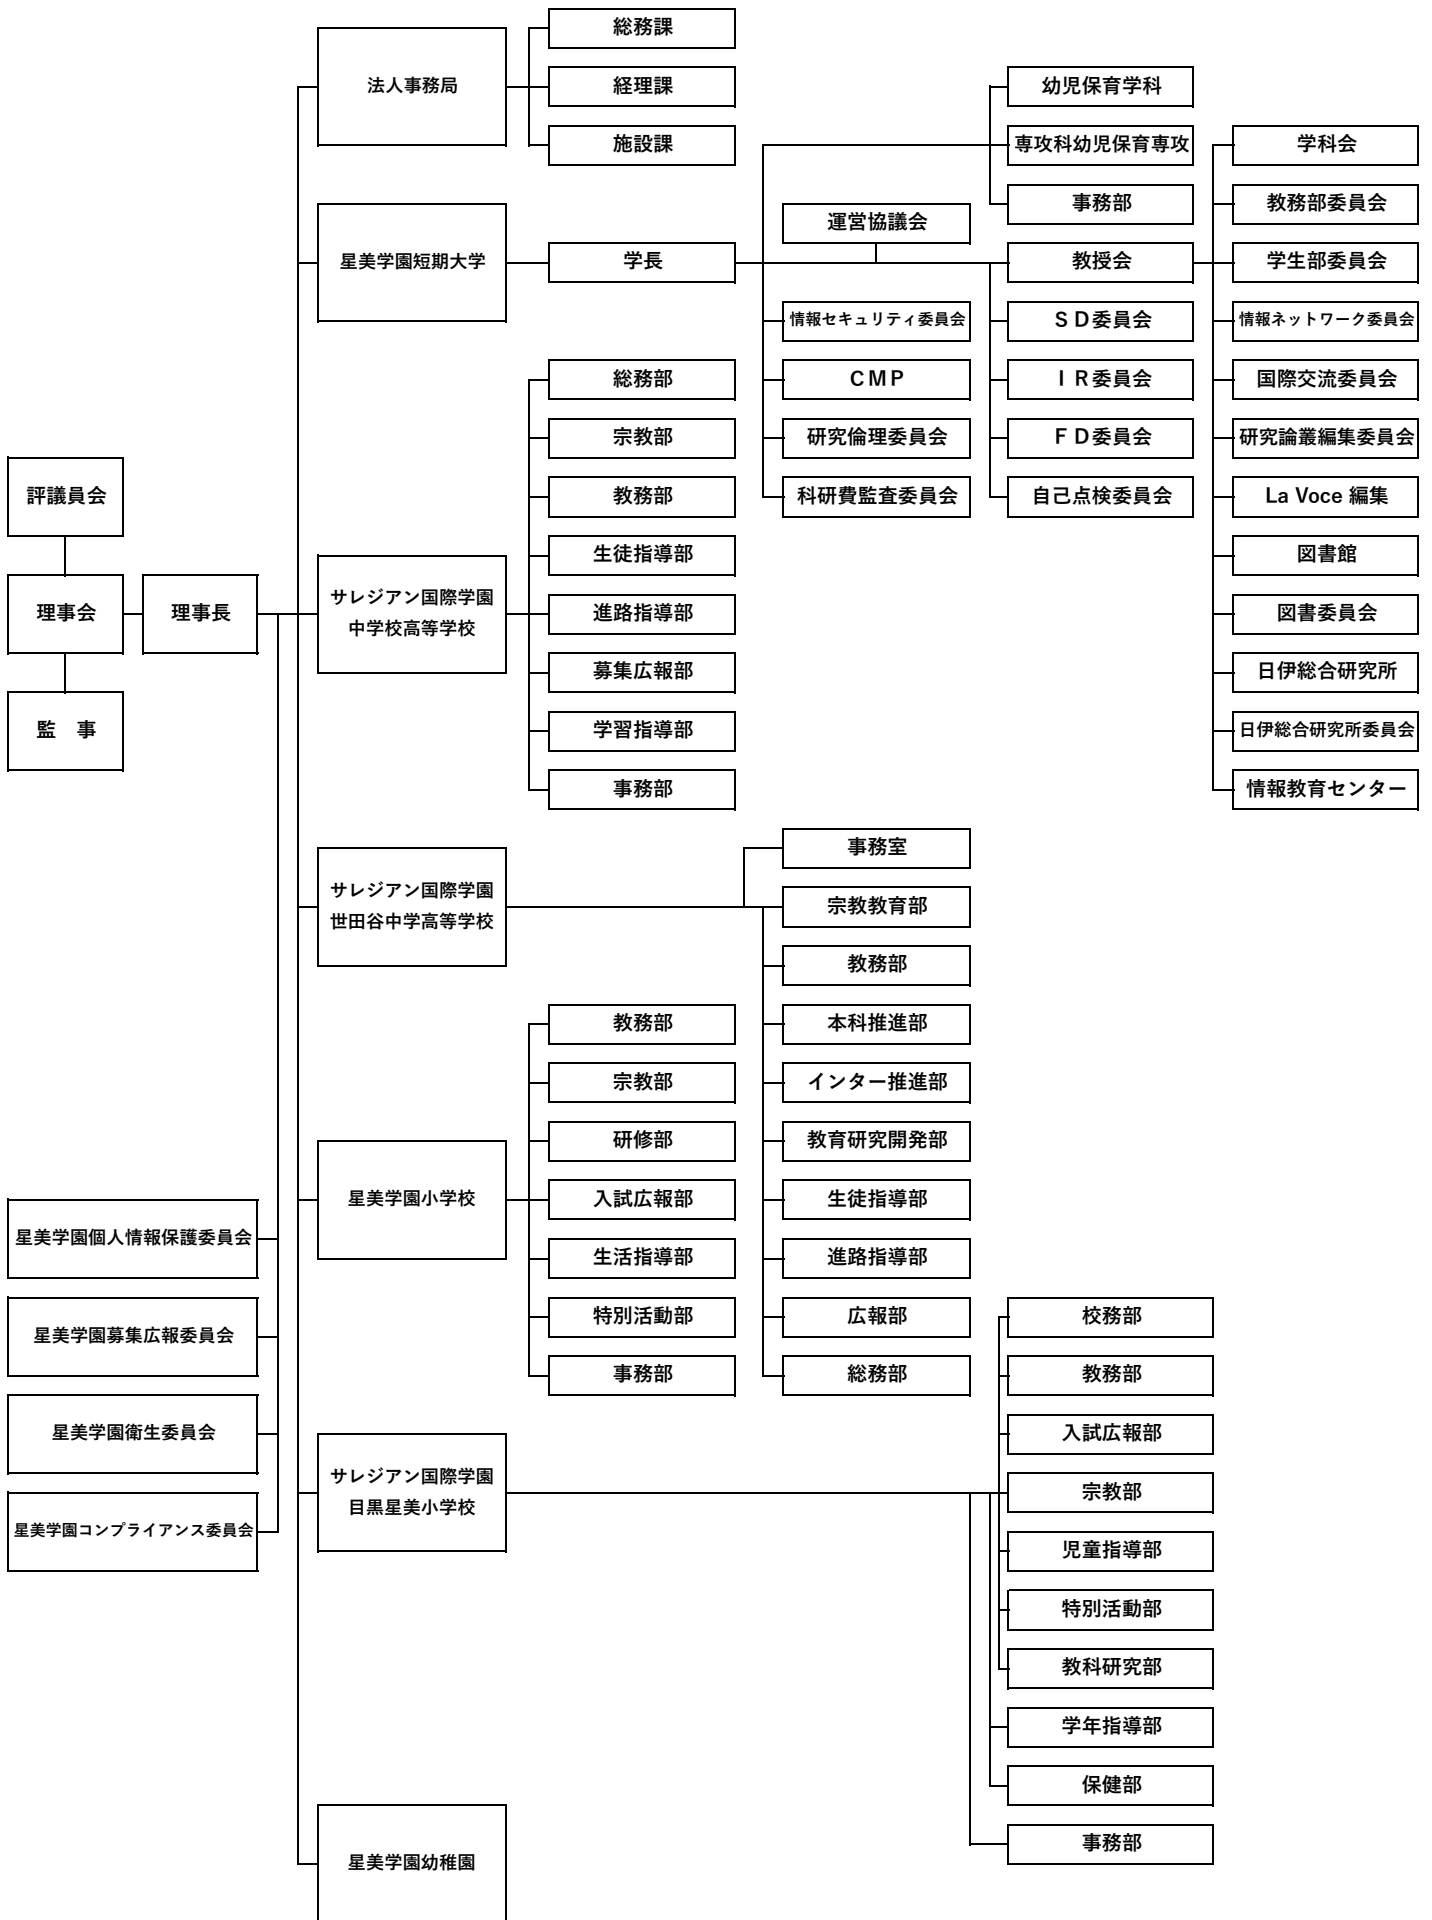 総務課
法人事務局
経理課
施設課
星美学園短期大学
学長
運営協議会
幼児保育学科
専攻科幼児保育専攻
事務部
教授会
情報セキュリティ委員会
CMP
研究倫理委員会
科研費監査委員会
ＳＤ委員会
ＩＲ委員会
ＦＤ委員会
自己点検委員会
学科会
教務部委員会
学生部委員会
情報ネットワーク委員会
国際交流委員会
研究論叢編集委員会
La Voce 編集
図書館
図書委員会
日伊総合研究所
日伊総合研究所委員会
情報教育センター
評議員会
理事会
理事長
監　事
サレジアン国際学園
中学校高等学校
総務部
宗教部
教務部
生徒指導部
進路指導部
募集広報部
学習指導部
事務部
サレジアン国際学園
世田谷中学高等学校
事務室
宗教教育部
教務部
本科推進部
インター推進部
教育研究開発部
生徒指導部
進路指導部
広報部
総務部
星美学園小学校
教務部
宗教部
研修部
入試広報部
生活指導部
特別活動部
事務部
星美学園個人情報保護委員会
星美学園募集広報委員会
星美学園衛生委員会
星美学園コンプライアンス委員会
サレジアン国際学園
目黒星美小学校
校務部
教務部
入試広報部
宗教部
児童指導部
特別活動部
教科研究部
学年指導部
保健部
事務部
星美学園幼稚園